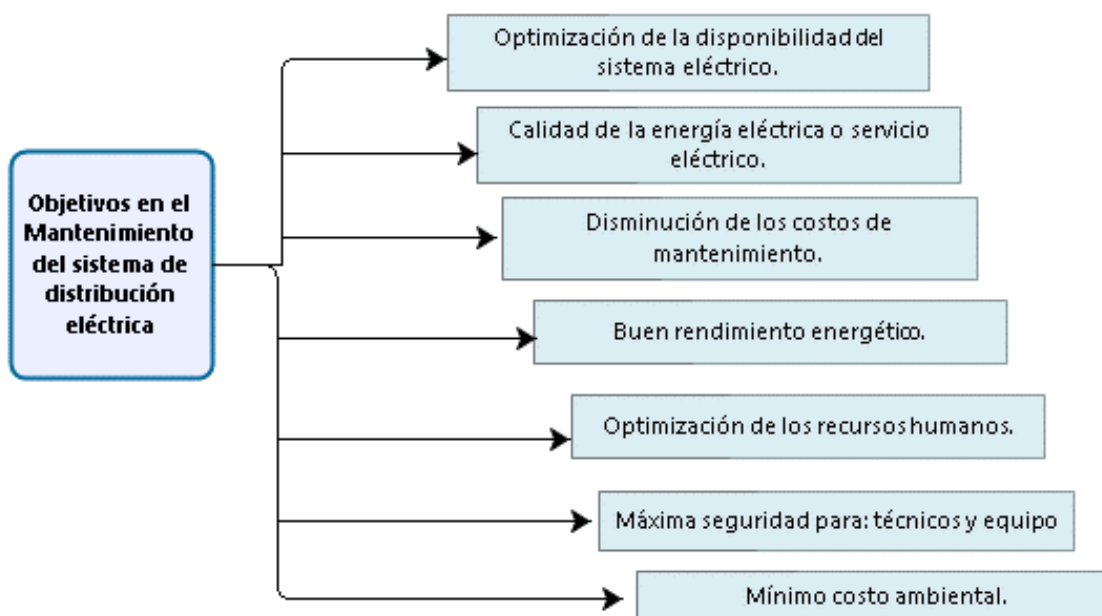 Objetivos en el
Mantenimiento
del sistema de
distribución
eléctrica
Optimización de la disponibilidad del
sistema eléctrico.
Calidad de la energía eléctrica o servicio
eléctrico.
Disminución de los costos de
mantenimiento.
Buen rendimiento energético.
Optimización de los recursos humanos.
Máxima seguridad para: técnicos y equipo
Mínimo costo ambiental.